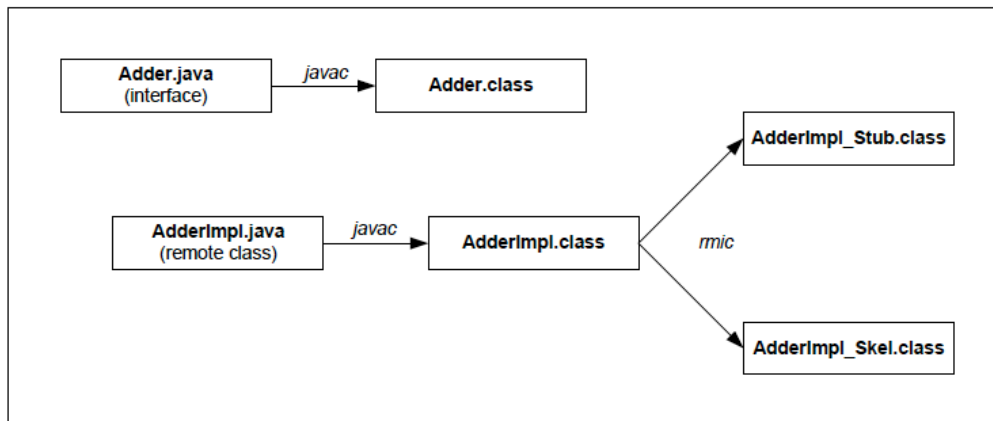 Adder.java
(interface)
javac
Adder.class
AdderImpl_Stub.class
AdderImpl.java
(remote class)
javac
AdderImpl.class
rmic
AdderImpl_Skel.class